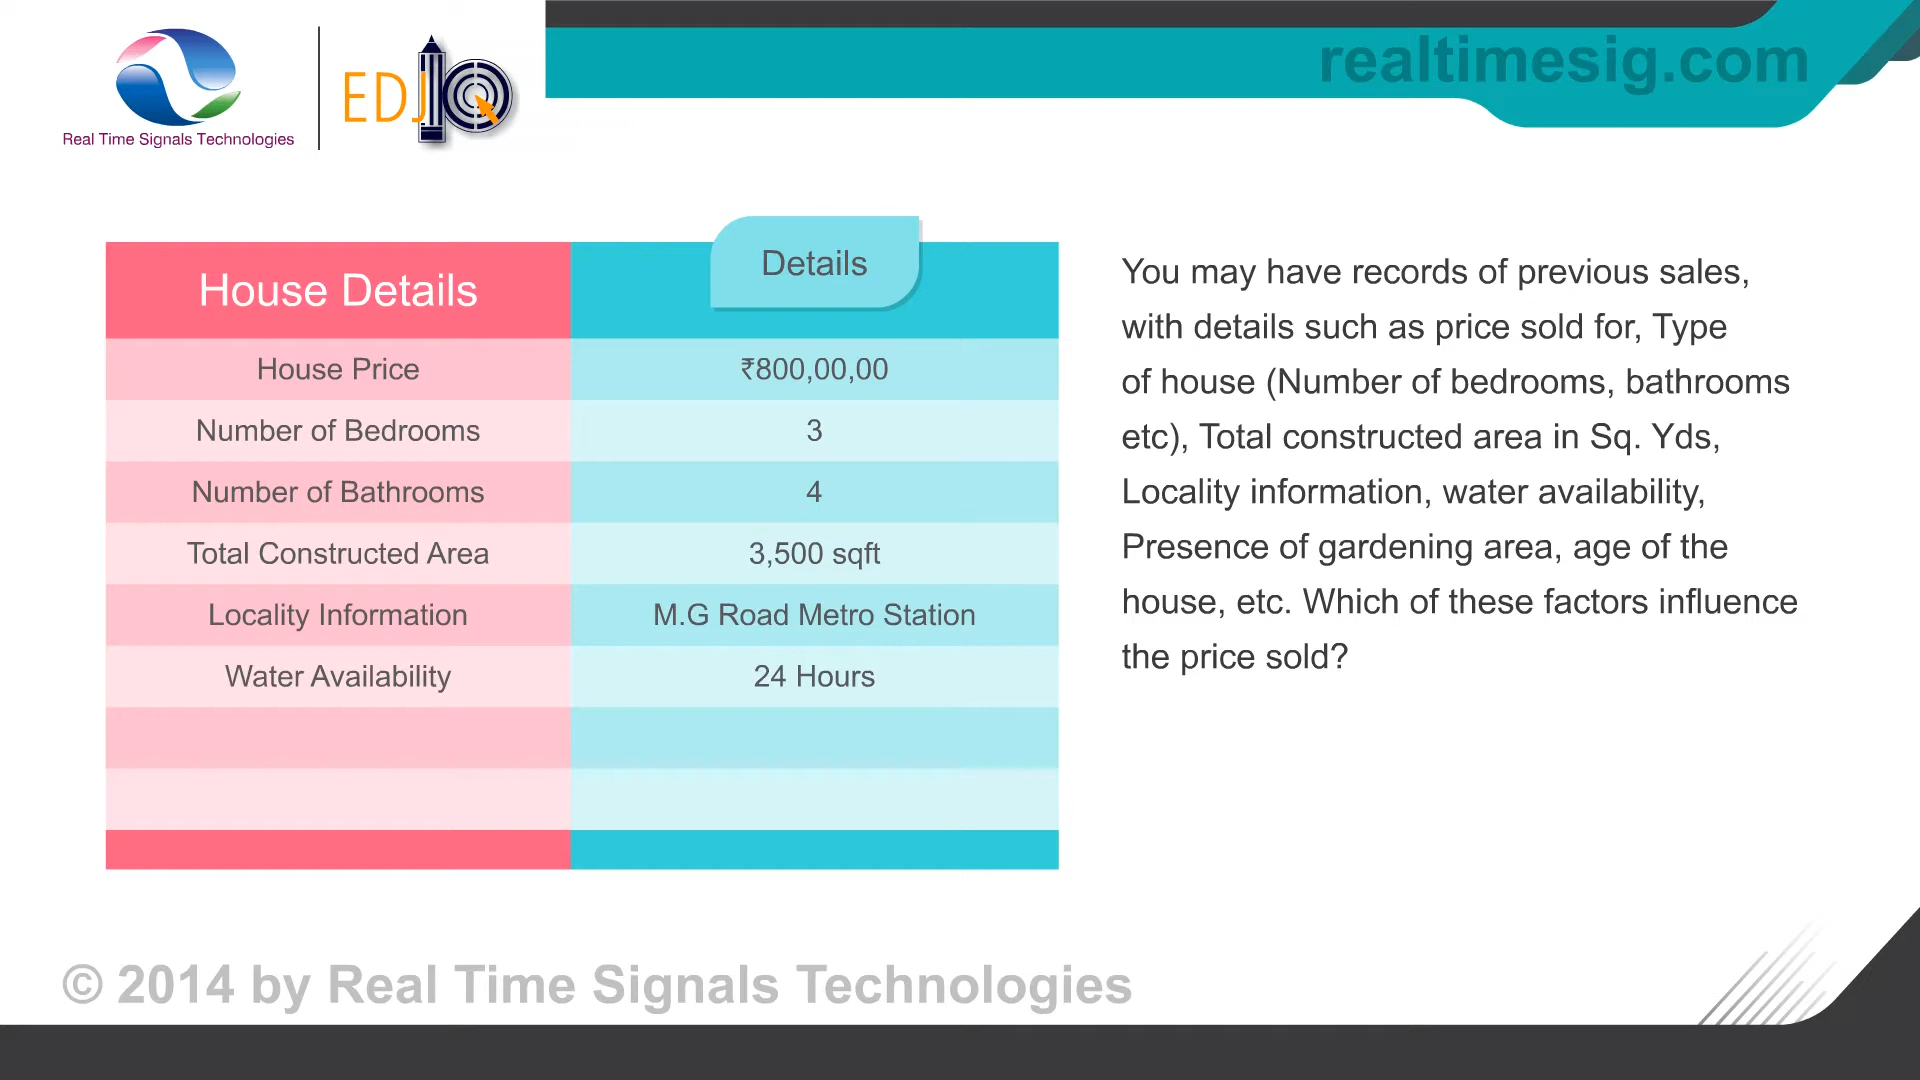 realtimesig.com
Real Time Signals Technologies
EDJ
House Details
Details
House Price ₹800,00,00
Number of Bedrooms 3
Number of Bathrooms 4
Total Constructed Area 3,500 sqft
Locality Information M.G Road Metro Station
Water Availability 24 Hours
You may have records of previous sales,
with details such as price sold for, Type
of house (Number of bedrooms, bathrooms
etc), Total constructed area in Sq. Yds,
Locality information, water availability,
Presence of gardening area, age of the
house, etc. Which of these factors influence
the price sold?
© 2014 by Real Time Signals Technologies